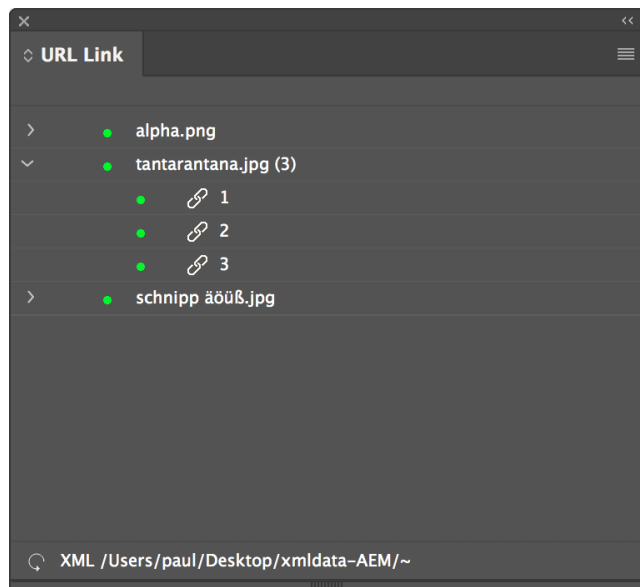 URL Link
alpha.png
tantarantana.jpg (3)
1
2
3
schnipp äöüß.jpg
XML /Users/paul/Desktop/xmldata-AEM/~